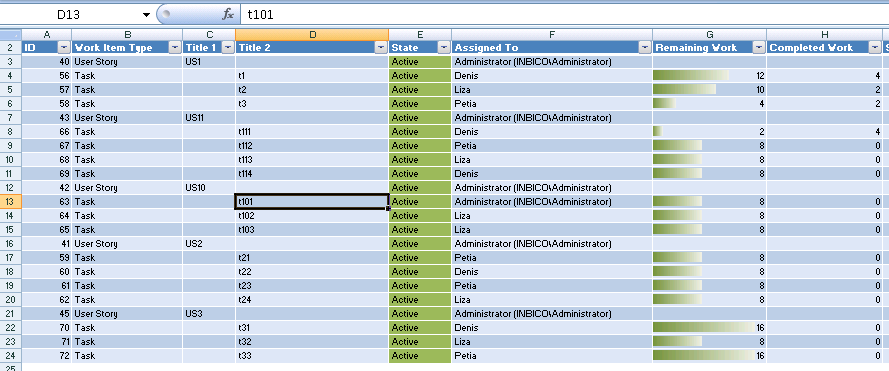 D13 fx t101
A B C D E F G H
2 ID Work Item Type Title 1 Title 2 State Assigned To Remaining Work Completed Work
3 40 User Story US1 Active Administrator (INBICO\Administrator)
4 56 Task t1 Active Denis 12 4
5 57 Task t2 Active Liza 10 2
6 58 Task t3 Active Petia 4 2
7 43 User Story US11 Active Administrator (INBICO\Administrator)
8 66 Task t111 Active Denis 2 4
9 67 Task t112 Active Petia 8 0
10 68 Task t113 Active Liza 8 0
11 69 Task t114 Active Denis 8 0
12 42 User Story US10 Active Administrator (INBICO\Administrator)
13 63 Task t101 Active Administrator (INBICO\Administrator) 8 0
14 64 Task t102 Active Liza 8 0
15 65 Task t103 Active Liza 8 0
16 41 User Story US2 Active Administrator (INBICO\Administrator)
17 59 Task t21 Active Petia 8 0
18 60 Task t22 Active Denis 8 0
19 61 Task t23 Active Petia 8 0
20 62 Task t24 Active Liza 8 0
21 45 User Story US3 Active Administrator (INBICO\Administrator)
22 70 Task t31 Active Denis 16 0
23 71 Task t32 Active Liza 8 0
24 72 Task t33 Active Petia 16 0
25